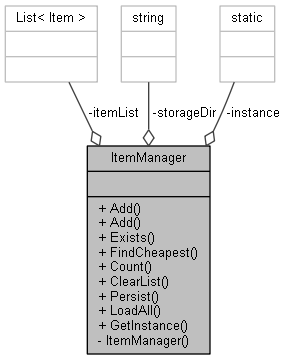 List< Item >
string
static
-itemList
-storageDir
-instance
ItemManager
+ Add()
+ Add()
+ Exists()
+ FindCheapest()
+ Count()
+ ClearList()
+ Persist()
+ LoadAll()
+ GetInstance()
- ItemManager()